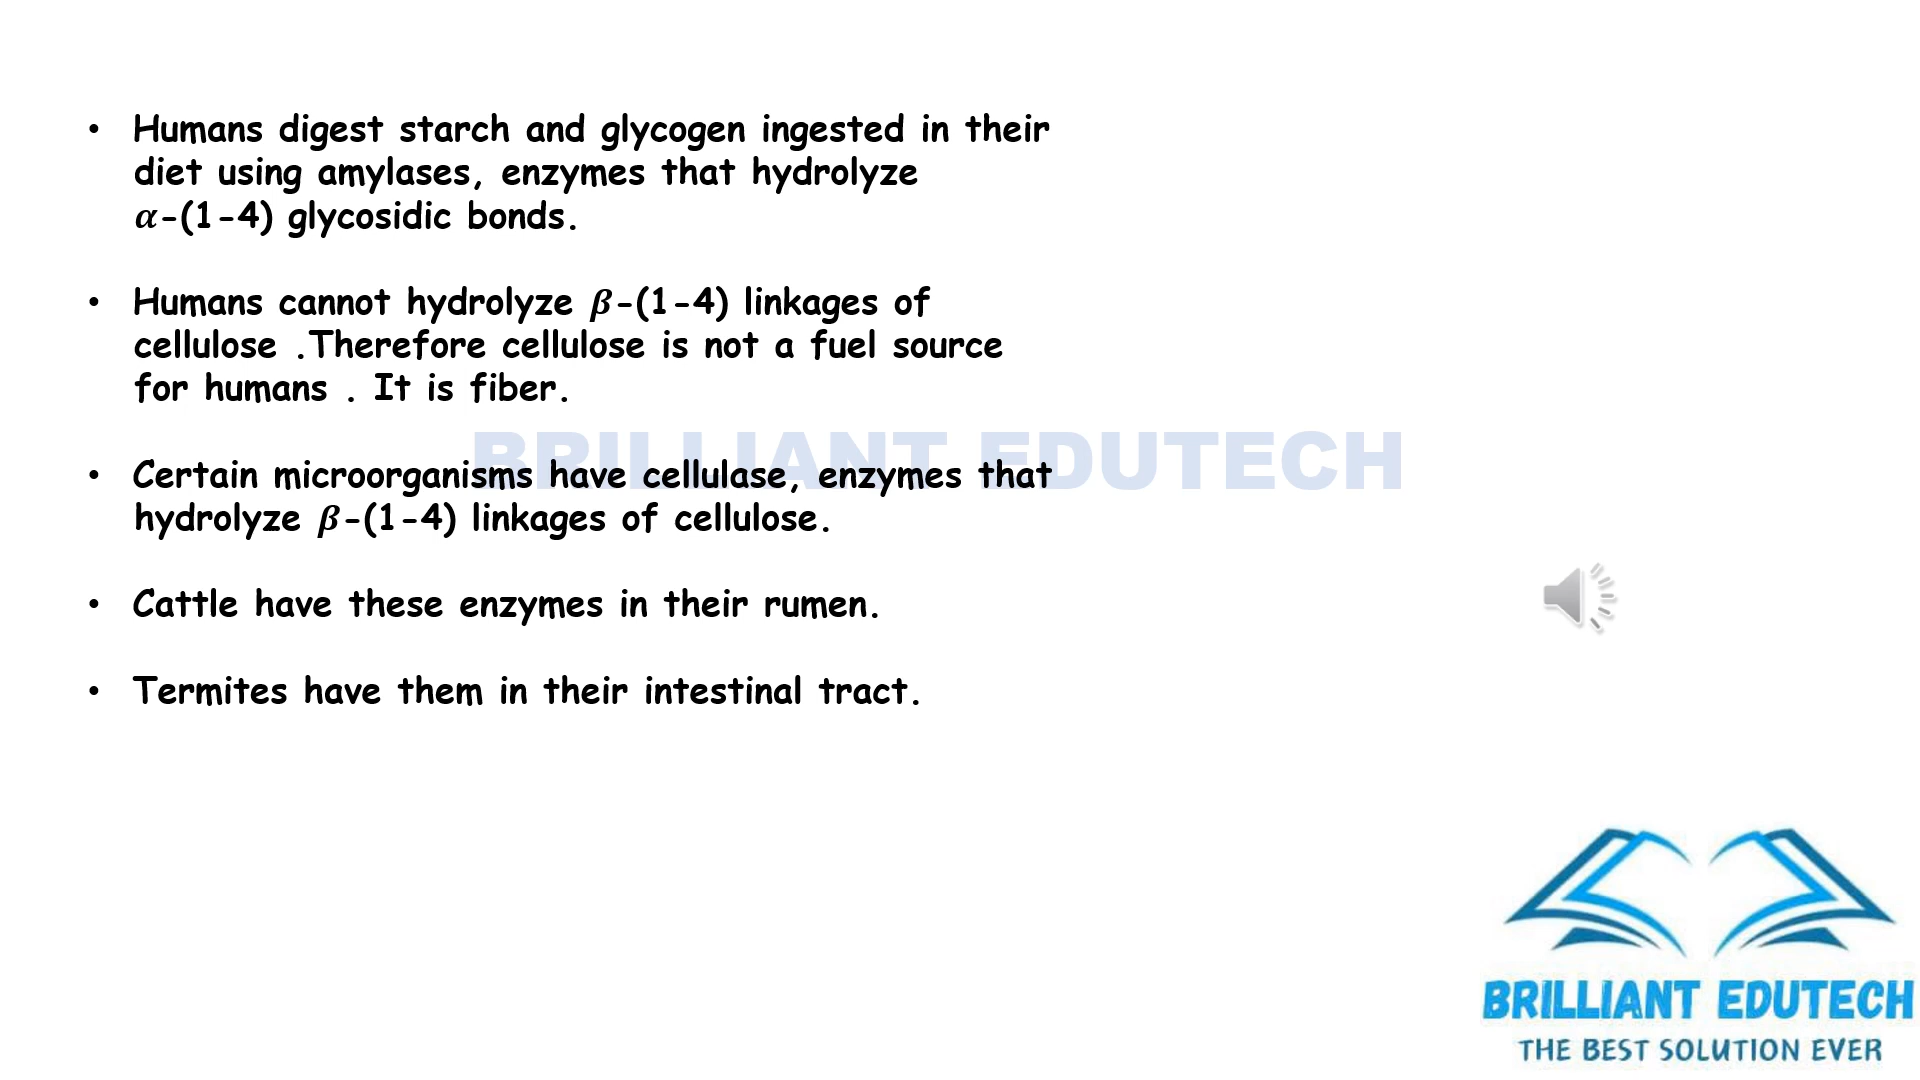 • Humans digest starch and glycogen ingested in their
diet using amylases, enzymes that hydrolyze
α-(1-4) glycosidic bonds.
• Humans cannot hydrolyze β-(1-4) linkages of
cellulose .Therefore cellulose is not a fuel source
for humans . It is fiber.
BRILLIANT EDUTECH
• Certain microorganisms have cellulase, enzymes that
hydrolyze β-(1-4) linkages of cellulose.
• Cattle have these enzymes in their rumen.
• Termites have them in their intestinal tract.
BRILLIANT EDUTECH
THE BEST SOLUTION EVER